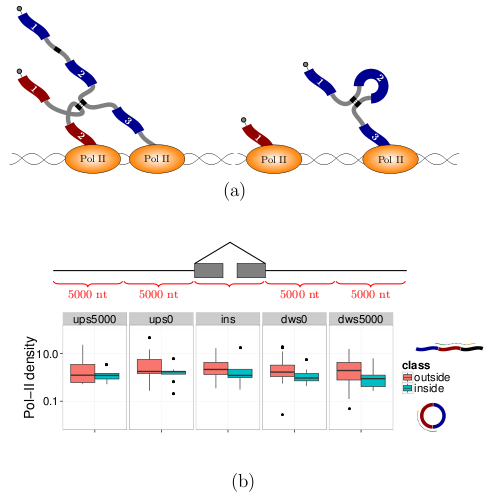 1
2
1
3
2
Pol II
Pol II
1
2
1
3
Pol II
Pol II
(a)
5000 nt
5000 nt
5000 nt
5000 nt
ups5000
ups0
ins
dws0
dws5000
Pol−II density
10.0
0.1
class
outside
inside
(b)